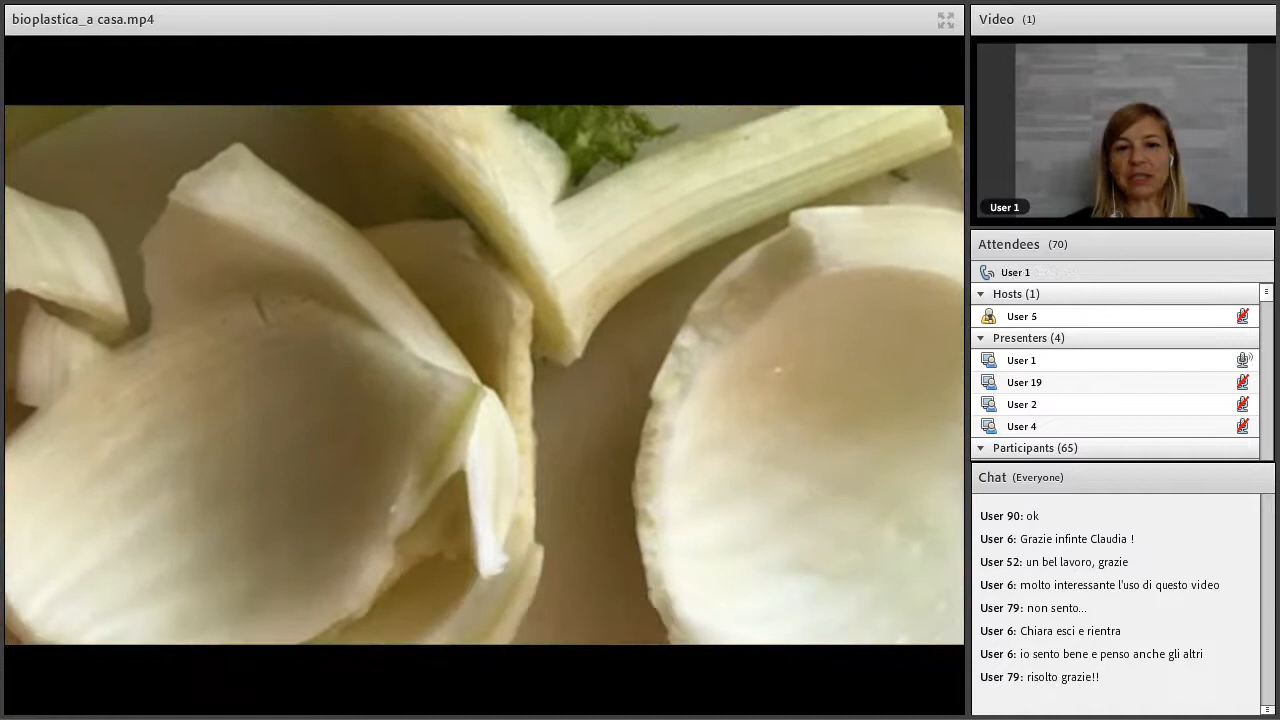 bioplastica_a casa.mp4
Video (1)
User 1
Attendees (70)
User 1
Hosts (1)
User 5
Presenters (4)
User 1
User 19
User 2
User 4
Participants (65)
Chat (Everyone)
User 90: ok
User 6: Grazie infinte Claudia !
User 52: un bel lavoro, grazie
User 6: molto interessante l'uso di questo video
User 79: non sento...
User 6: Chiara esci e rientra
User 6: io sento bene e penso anche gli altri
User 79: risolto grazie!!